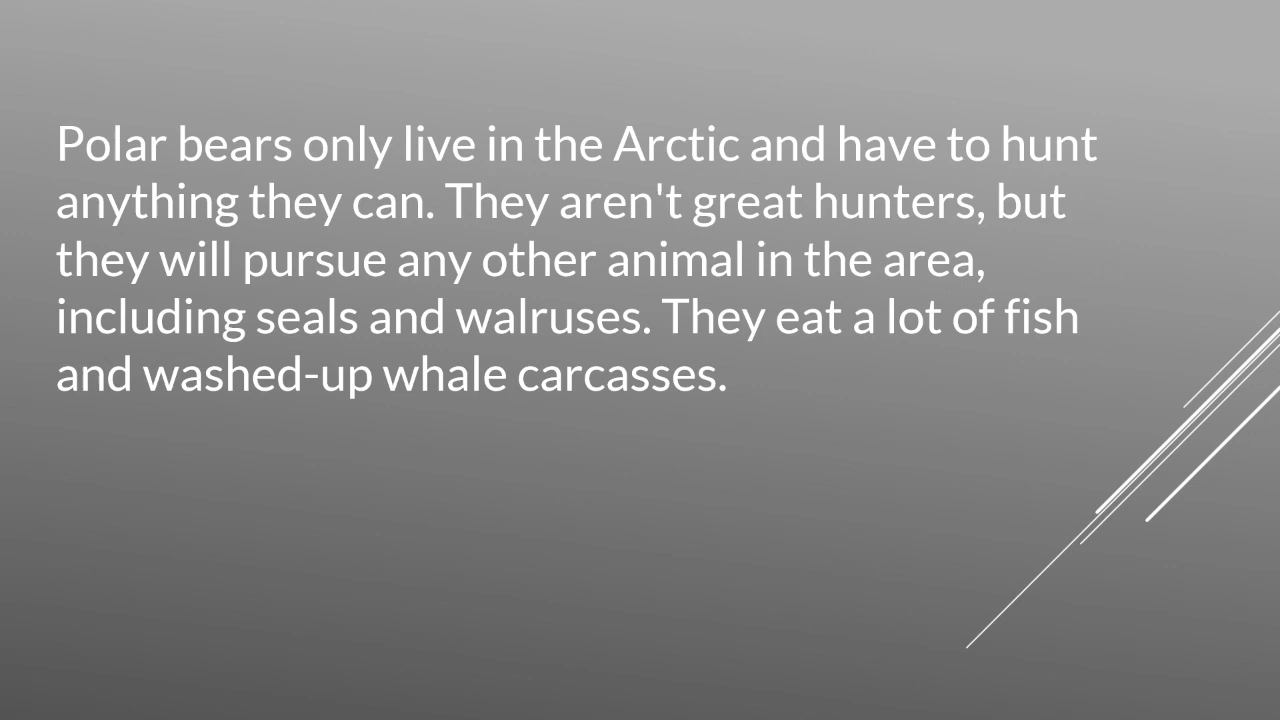 Polar bears only live in the Arctic and have to hunt
anything they can. They aren't great hunters, but
they will pursue any other animal in the area,
including seals and walruses. They eat a lot of fish
and washed-up whale carcasses.